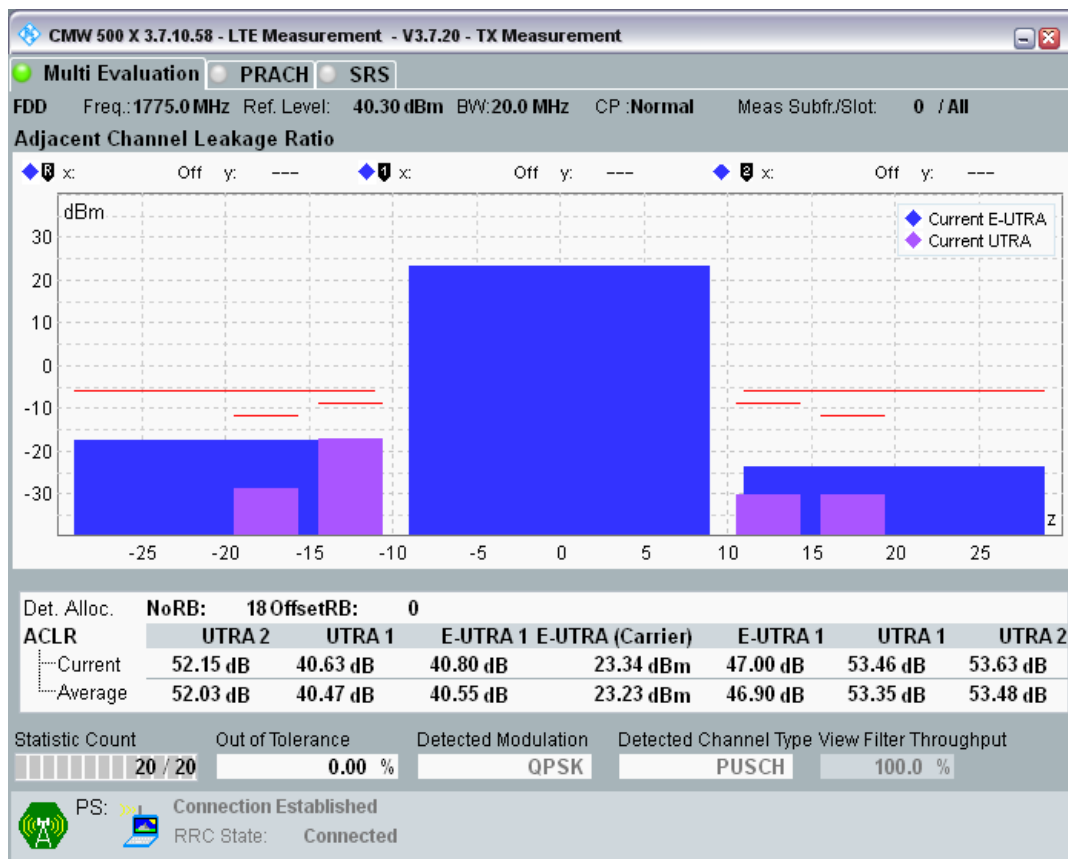 CMW 500 X 3.7.10.58 - LTE Measurement - V3.7.20 - TX Measurement
Multi Evaluation PRACH SRS
FDD Freq.:1775.0 MHz Ref. Level: 40.30 dBm BW:20.0 MHz CP :Normal Meas Subfr./Slot: 0 / All
Adjacent Channel Leakage Ratio
R x: Off y: --- 1 x: Off y: --- 2 x: Off y: ---
dBm
Current E-UTRA
Current UTRA
30
20
10
0
-10
-20
-30
z
-25 -20 -15 -10 -5 0 5 10 15 20 25
Det. Alloc. NoRB: 18 OffsetRB: 0
ACLR UTRA 2 UTRA 1 E-UTRA 1 E-UTRA (Carrier) E-UTRA 1 UTRA 1 UTRA 2
Current 52.15 dB 40.63 dB 40.80 dB 23.34 dBm 47.00 dB 53.46 dB 53.63 dB
Average 52.03 dB 40.47 dB 40.55 dB 23.23 dBm 46.90 dB 53.35 dB 53.48 dB
Statistic Count Out of Tolerance Detected Modulation Detected Channel Type View Filter Throughput
20 / 20 0.00 % QPSK PUSCH 100.0 %
PS: Connection Established
RRC State: Connected